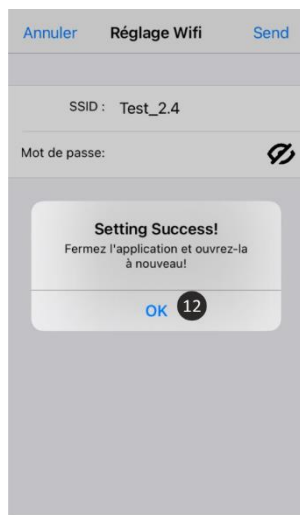 Annuler Réglage Wifi Send
SSID : Test_2.4
Mot de passe:
Setting Success!
Fermez l'application et ouvrez-la
à nouveau!
OK 12